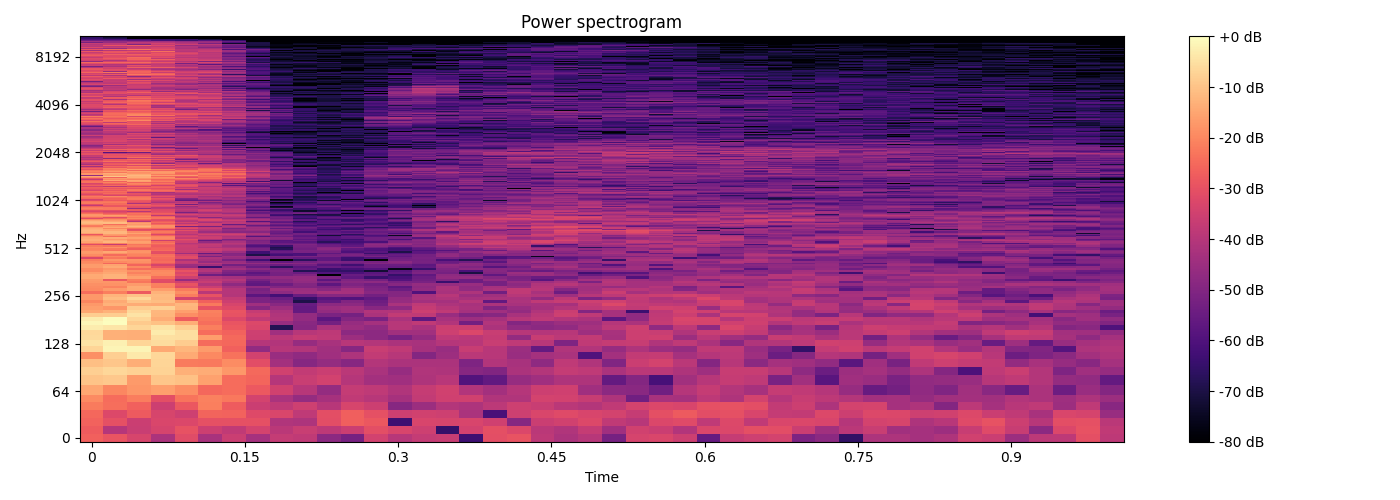 Power spectrogram
Hz
8192
4096
2048
1024
512
256
128
64
0
0 0.15 0.3 0.45 0.6 0.75 0.9
Time
+0 dB
-10 dB
-20 dB
-30 dB
-40 dB
-50 dB
-60 dB
-70 dB
-80 dB